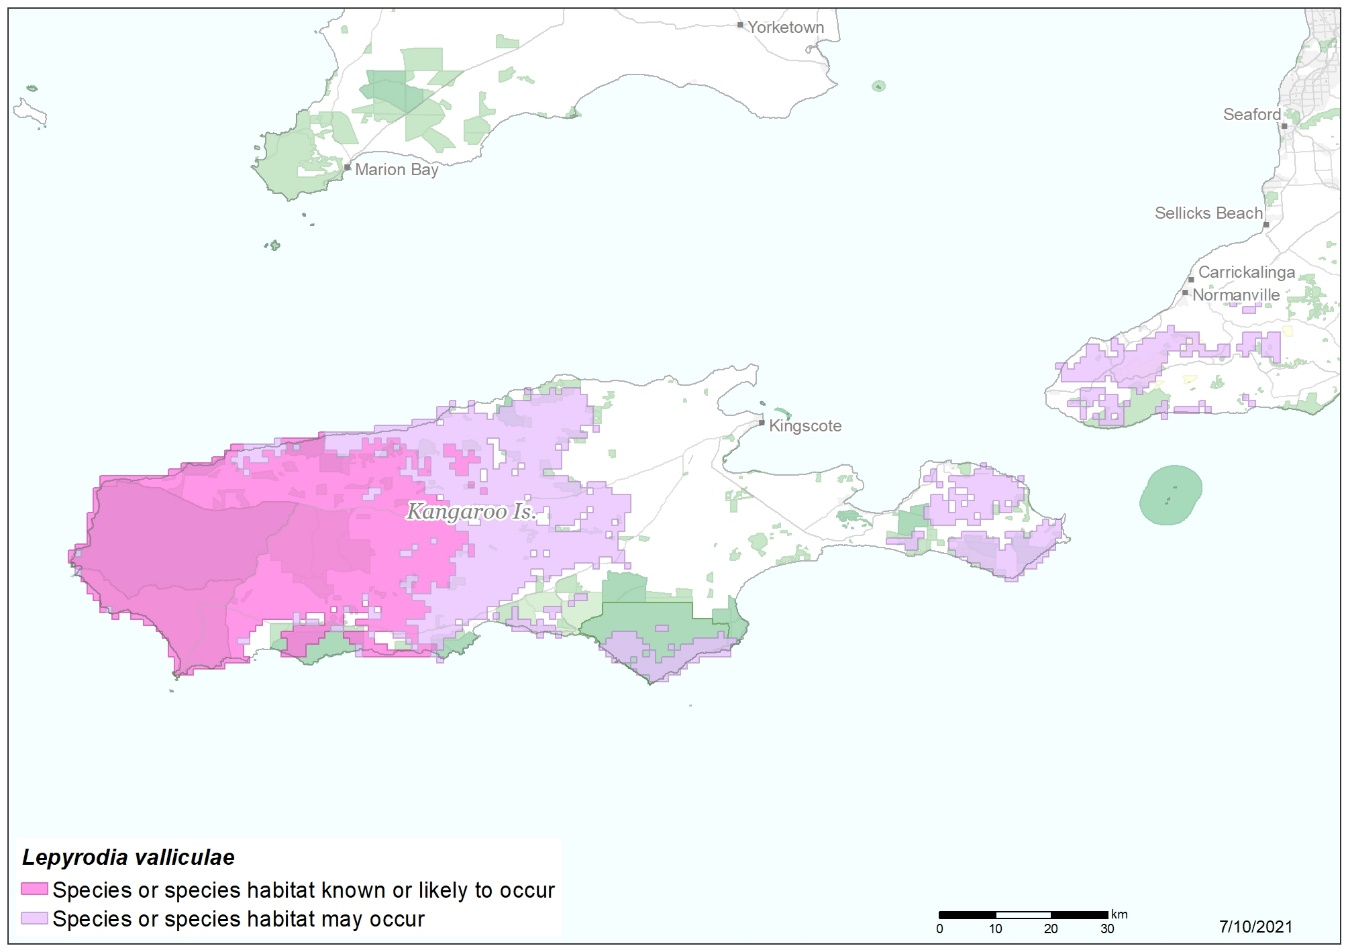 Yorketown
Seaford
Marion Bay
Sellicks Beach
Carrickalinga
Normanville
Kingscote
Kangaroo Is.
Lepyrodia valliculae
Species or species habitat known or likely to occur
Species or species habitat may occur
km
0 10 20 30
7/10/2021